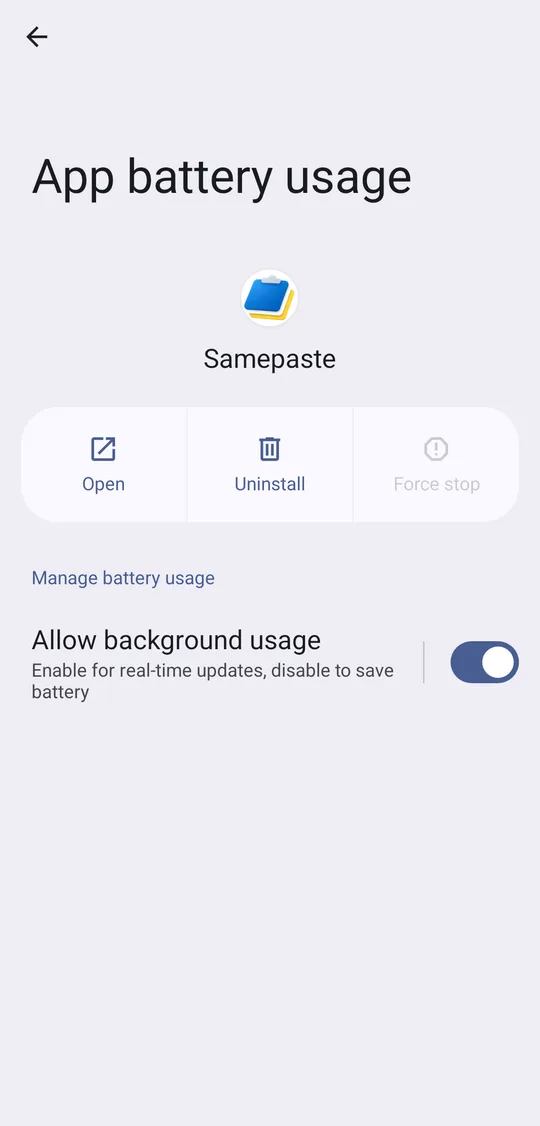 App battery usage
Samepaste
Open
Uninstall
Force stop
Manage battery usage
Allow background usage
Enable for real-time updates, disable to save
battery